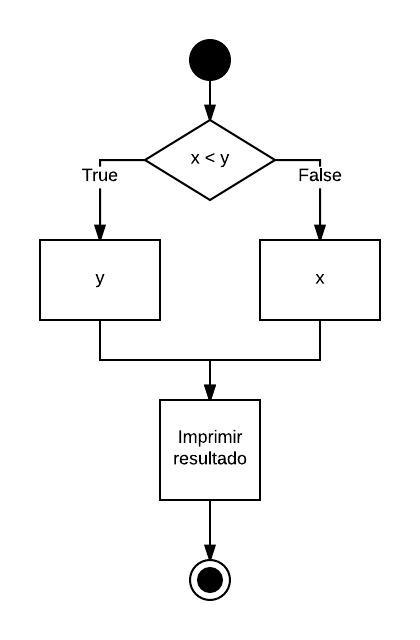 x < y
True
False
y
x
Imprimir
resultado